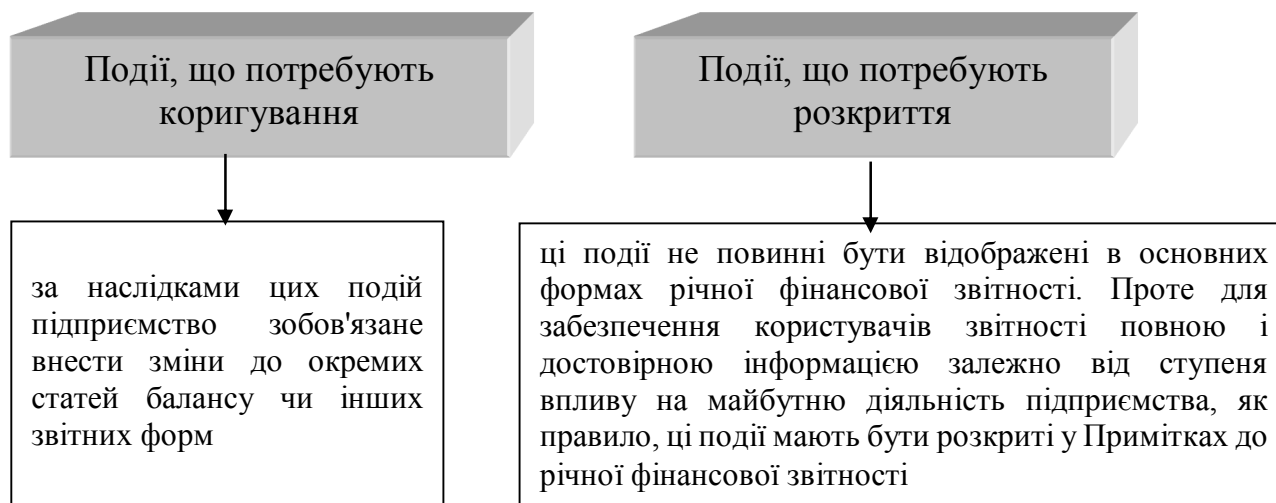 Події, що потребують
коригування
Події, що потребують
розкриття
за наслідками цих подій
підприємство зобов'язане
внести зміни до окремих
статей балансу чи інших
звітних форм
ці події не повинні бути відображені в основних
формах річної фінансової звітності. Проте для
забезпечення користувачів звітності повною і
достовірною інформацією залежно від ступеня
впливу на майбутню діяльність підприємства, як
правило, ці події мають бути розкриті у Примітках до
річної фінансової звітності